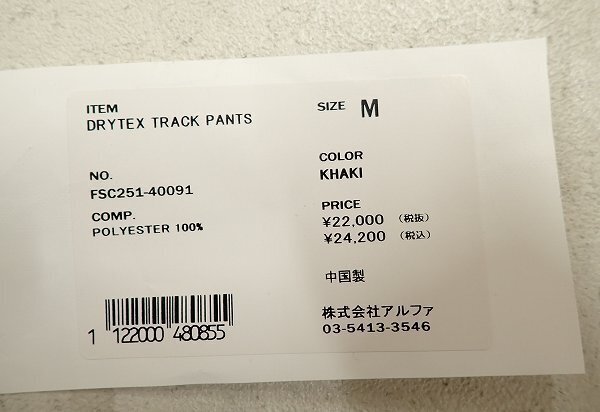 ITEM
DRYTEX TRACK PANTS
SIZE M
NO.
FSC251-40091
COLOR
KHAKI
COMP.
POLYESTER 100%
PRICE
¥22,000 (税抜)
¥24,200 (税込)
中国製
株式会社アルファ
03-5413-3546
1 122000 480855